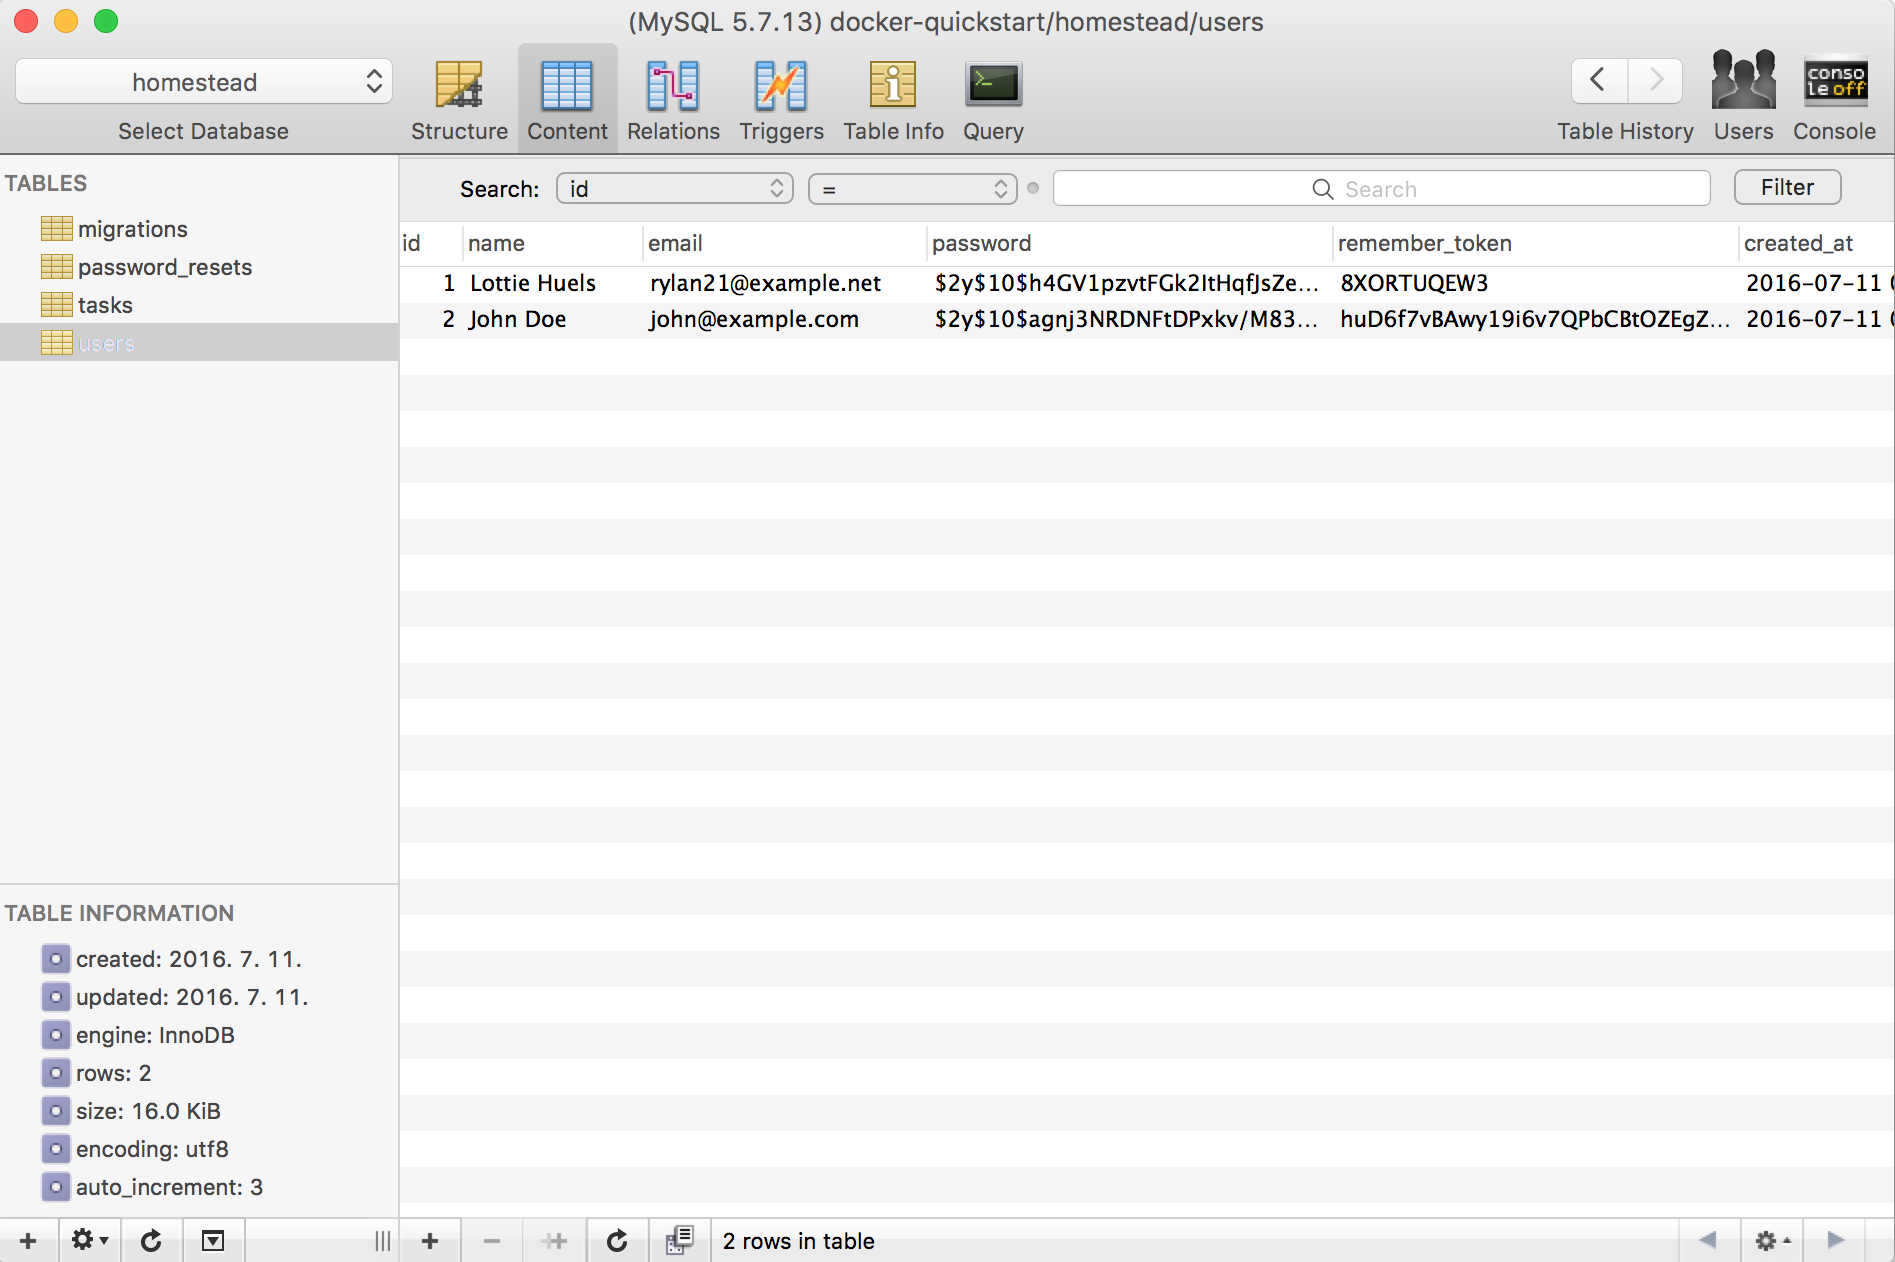 (MySQL 5.7.13) docker-quickstart/homestead/users
homestead
Select Database
Structure
Content
Relations
Triggers
Table Info
Query
Table History
Users
conso
le off
Console
TABLES
migrations
password_resets
tasks
users
Search: id = Search Filter
id name email password remember_token created_at
1 Lottie Huels rylan21@example.net $2y$10$h4GV1pzvtFGk2ItHqfJsZe... 8XORTUQEW3 2016-07-11
2 John Doe john@example.com $2y$10$agnj3NRDNFtDPxkv/M83... huD6f7vBAwy19i6v7QPbCBtOZEgZ... 2016-07-11
TABLE INFORMATION
created: 2016. 7. 11.
updated: 2016. 7. 11.
engine: InnoDB
rows: 2
size: 16.0 KiB
encoding: utf8
auto_increment: 3
2 rows in table